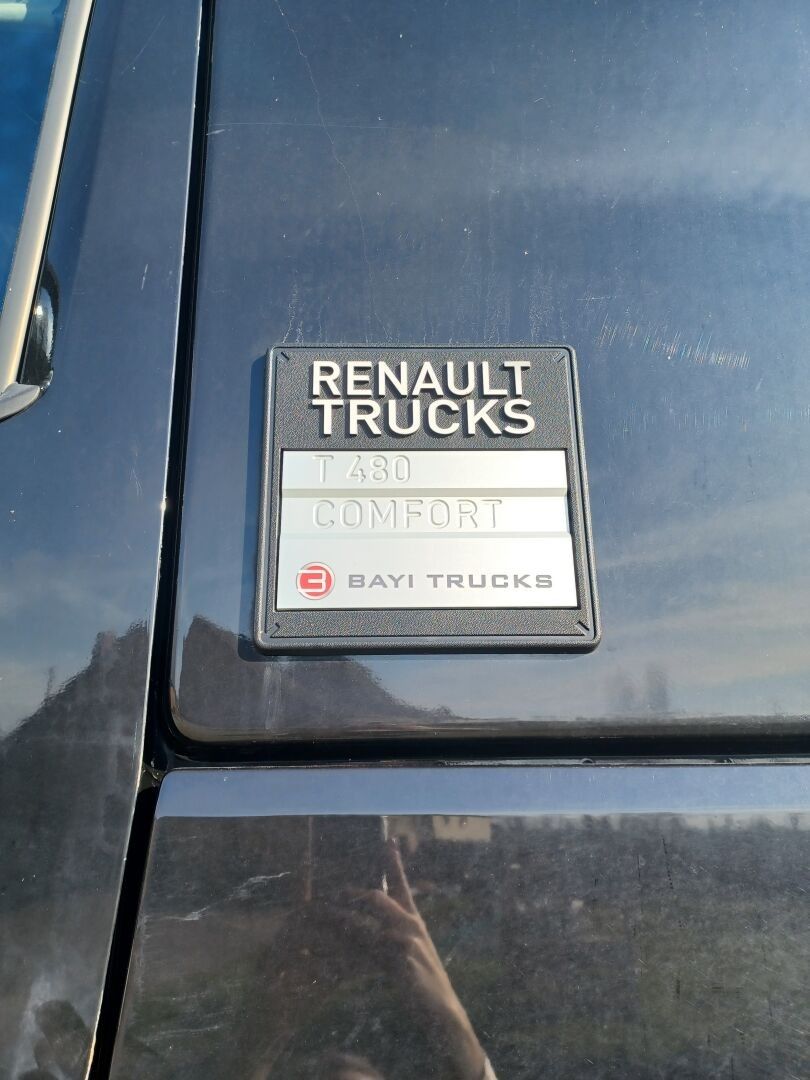 RENAULT
TRUCKS
T 480
COMFORT
BAYI TRUCKS